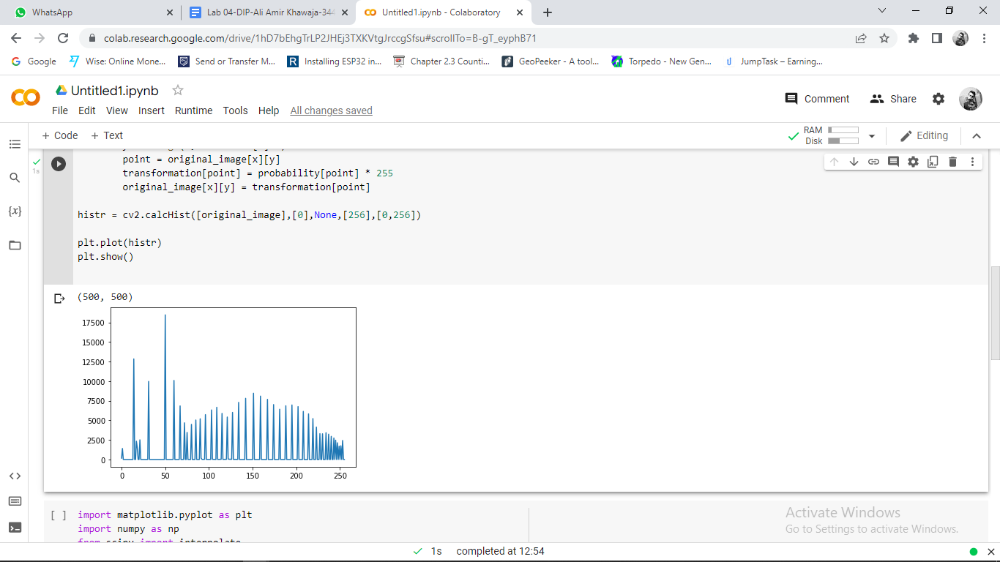 WhatsApp
Lab 04-DIP-Ali Amir Khawaja-344
Untitled1.ipynb - Colaboratory
colab.research.google.com/drive/1hD7bEhgTrLP2JHEj3TXKVtgJrccgSfsu#scrollTo=B-gT_eyphB71
Google
Wise: Online Mone...
Send or Transfer M...
R
Installing ESP32 in...
Chapter 2.3 Counti...
GeoPeeker - A tool...
Torpedo - New Gen...
JumpTask – Earning...
Untitled1.ipynb
Comment
Share
File Edit View Insert Runtime Tools Help All changes saved
+ Code + Text
RAM
Disk
Editing
1s
point = original_image[x][y]
transformation[point] = probability[point] * 255
original_image[x][y] = transformation[point]
{x}
histr = cv2.calcHist([original_image],[0],None,[256],[0,256])
plt.plot(histr)
plt.show()
(500, 500)
17500
15000
12500
10000
7500
5000
2500
0
0 50 100 150 200 250
[ ] import matplotlib.pyplot as plt
import numpy as np
from scipy import interpolate
Activate Windows
Go to Settings to activate Windows.
1s completed at 12:54